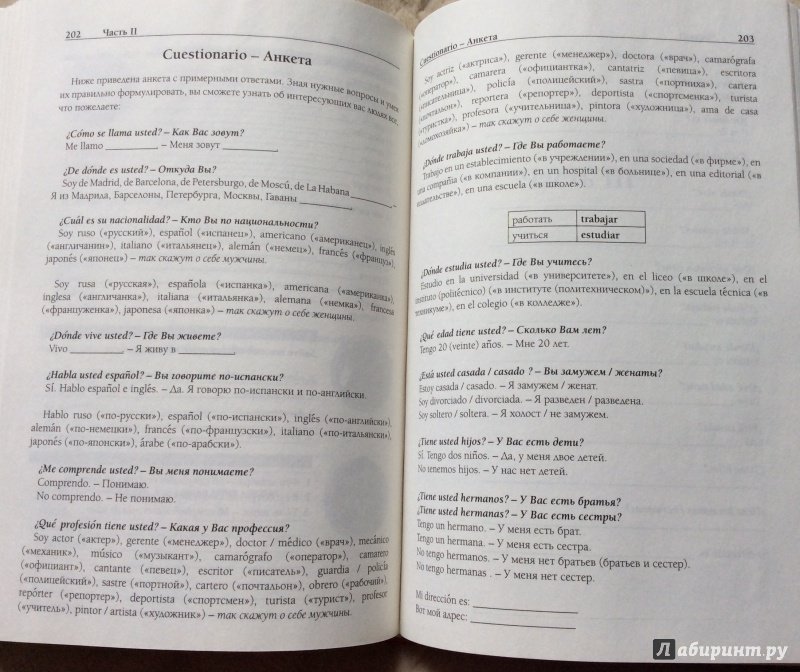 202 Часть II
Cuestionario – Анкета
Ниже приведена анкета с примерными ответами. Зная нужные вопросы и умея
их правильно формулировать, вы сможете узнать об интересующих вас людях все,
что пожелаете:
¿Cómo se llama usted? – Как Вас зовут?
Me llamo __________. – Меня зовут __________.
¿De dónde es usted? – Откуда Вы?
Soy de Madrid, de Barcelona, de Petersburgo, de Moscú, de La Habana __________. –
Я из Мадрида, Барселоны, Петербурга, Москвы, Гаваны __________.
¿Cuál es su nacionalidad? – Кто Вы по национальности?
Soy ruso («русский»), español («испанец»), americano («американец»), inglés
(«англичанин»), italiano («итальянец»), alemán («немец»), francés («француз»),
japonés («японец») – так скажут о себе мужчины.
Soy rusa («русская»), española («испанка»), americana («американка»),
inglesa («англичанка»), italiana («итальянка»), alemana («немка»), francesa
(«француженка»), japonesa («японка») – так скажут о себе женщины.
¿Dónde vive usted? – Где Вы живете?
Vivo __________. – Я живу в __________.
¿Habla usted español? – Вы говорите по-испански?
SÍ. Hablo español e inglés. – Да. Я говорю по-испански и по-английски.
Hablo ruso («по-русски»), español («по-испански»), inglés («по-английски»),
alemán («по-немецки»), francés («по-французски»), italiano («по-итальянски»),
japonés («по-японски»), árabe («по-арабски»).
¿Me comprende usted? – Вы меня понимаете?
Comprendo. – Понимаю.
No comprendo. – Не понимаю.
¿Qué profesión tiene usted? – Какая у Вас профессия?
Soy actor («актер»), gerente («менеджер»), doctor / médico («врач»), mecánico
(«механик»), músico («музыкант»), camarógrafo («оператор»), camarero
(«официант»), cantante («певец»), escritor («писатель»), guardia / policía
(«полицейский»), sastre («портной»), cartero («почтальон»), obrero («рабочий»),
repórter («репортер»), deportista («спортсмен»), turista («турист»), profesor
(«учитель»), pintor / artista («художник») – так скажут о себе мужчины.
Cuestionario – Анкета 203
Soy actriz («актриса»), gerente («менеджер»), doctora («врач»), camarógrafa
(«оператор»), camarera («официантка»), cantatriz («певица»), escritora
(«писательница»), policía («полицейский»), sastra («портниха»), cartera
(«почтальон»), reportera («репортер»), deportista («спортсменка»), turista
(«туристка»), profesora («учительница»), pintora («художница»), ama de casa
(«домохозяйка») – так скажут о себе женщины.
¿Dónde trabaja usted? – Где Вы работаете?
Trabajo en un establecimiento («в учреждении»), en una sociedad («в фирме»), en
una compañía («в компании»), en un hospital («в больнице»), en una editorial («в
издательстве»), en una escuela («в школе»).
работать trabajar
учиться estudiar
¿Dónde estudia usted? – Где Вы учитесь?
Estudio en la universidad («в университете»), en el liceo («в школе»), en el
instituto (politécnico) («в институте (политехническом)»), en la escuela técnica («в
техникуме»), en el colegio («в колледже»).
¿Qué edad tiene usted? – Сколько Вам лет?
Tengo 20 (veinte) años. – Мне 20 лет.
¿Está usted casada / casado ? – Вы замужем / женаты?
Estoy casada / casado. – Я замужем / женат.
Soy divorciado / divorciada. – Я разведен / разведена.
Soy soltero / soltera. – Я холост / не замужем.
¿Tiene usted hijos? – У Вас есть дети?
SÍ. Tengo dos niños. – Да, у меня двое детей.
No tenemos hijos. – У нас нет детей.
¿Tiene usted hermanos? – У Вас есть братья?
¿Tiene usted hermanas? – У Вас есть сестры?
Tengo un hermano. – У меня есть брат.
Tengo un hermana. – У меня есть сестра.
No tengo hermanos. – У меня нет братьев (братьев и сестер).
No tengo hermanas . – У меня нет сестер.
Mi dirección es: __________
Вот мой адрес: __________
Лабиринт.ру